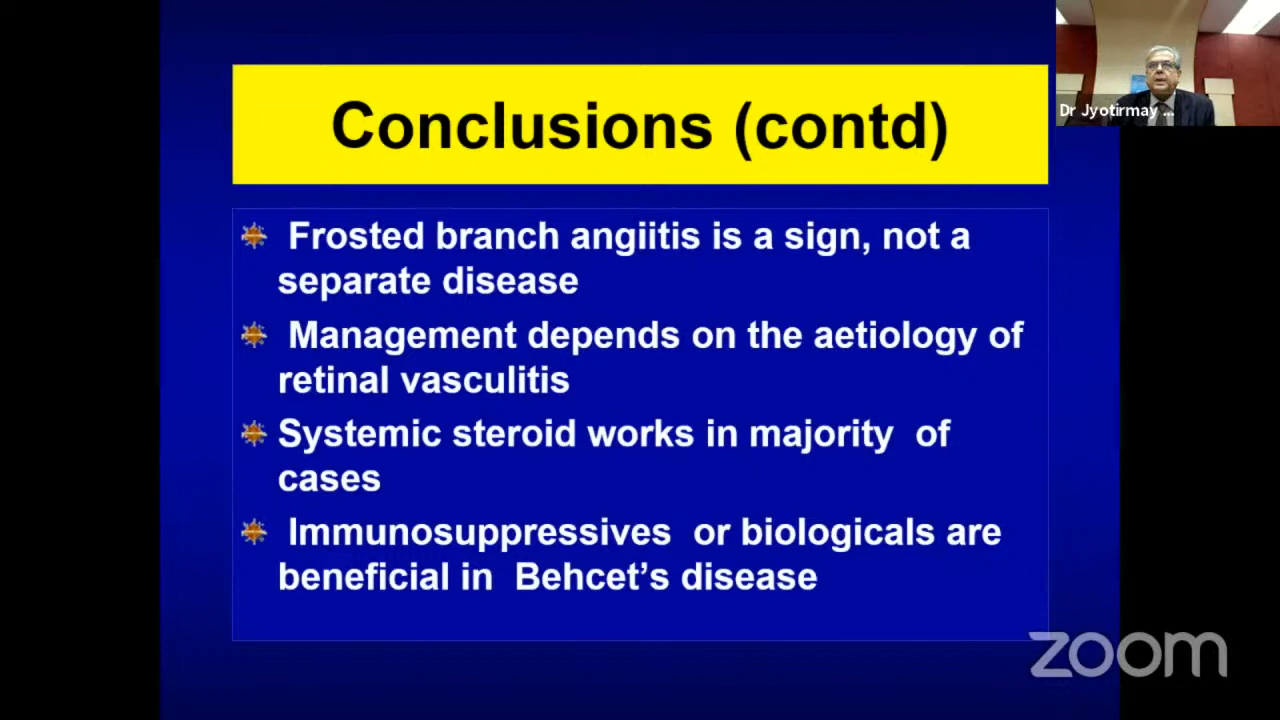 Conclusions (contd)
Dr Jyotirmay ...
Frosted branch angiitis is a sign, not a
separate disease
Management depends on the aetiology of
retinal vasculitis
Systemic steroid works in majority of
cases
Immunosuppressives or biologicals are
beneficial in Behcet’s disease
zoom